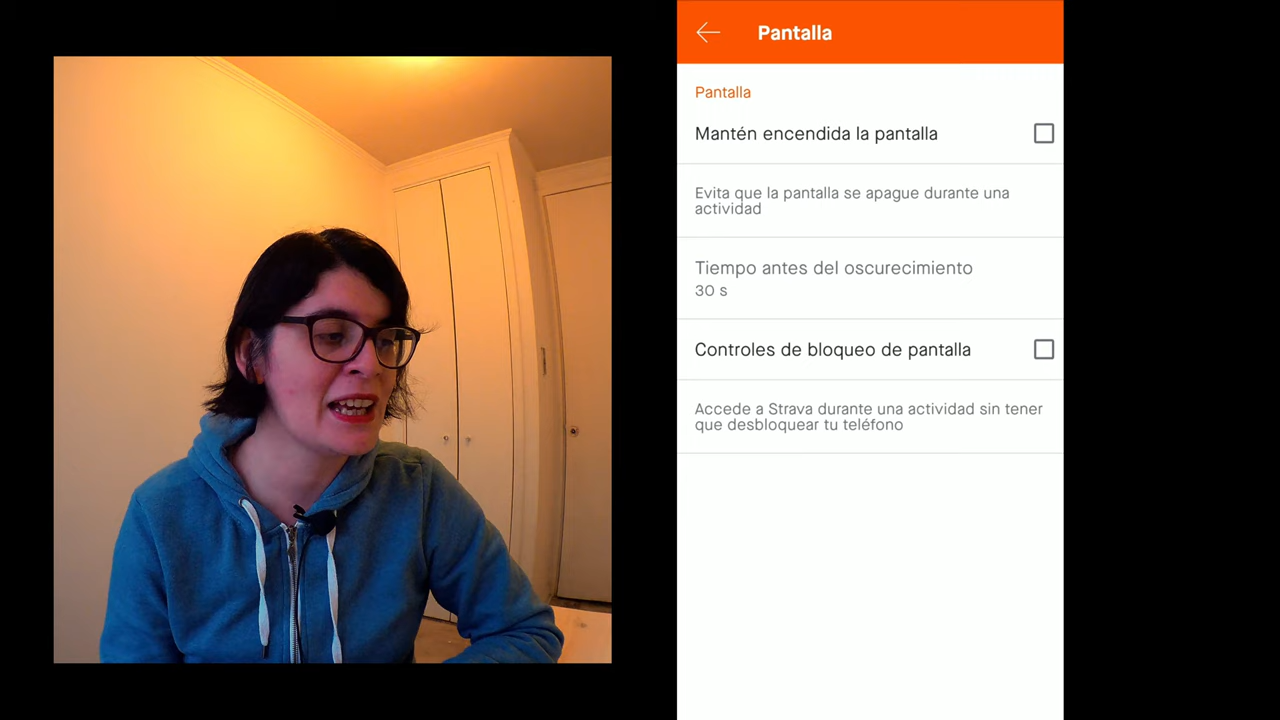 Pantalla
Pantalla
Mantén encendida la pantalla
Evita que la pantalla se apague durante una
actividad
Tiempo antes del oscurecimiento
30 s
Controles de bloqueo de pantalla
Accede a Strava durante una actividad sin tener
que desbloquear tu teléfono